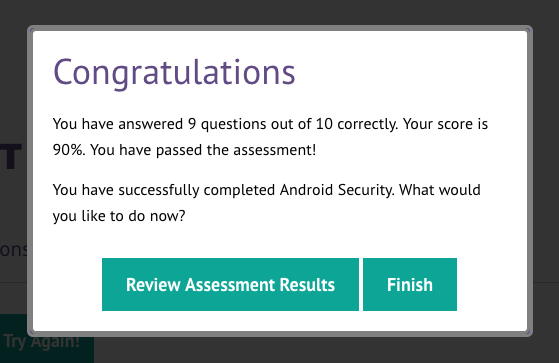 Congratulations
You have answered 9 questions out of 10 correctly. Your score is
90%. You have passed the assessment!
You have successfully completed Android Security. What would
you like to do now?
Review Assessment Results
Finish
Try Again!